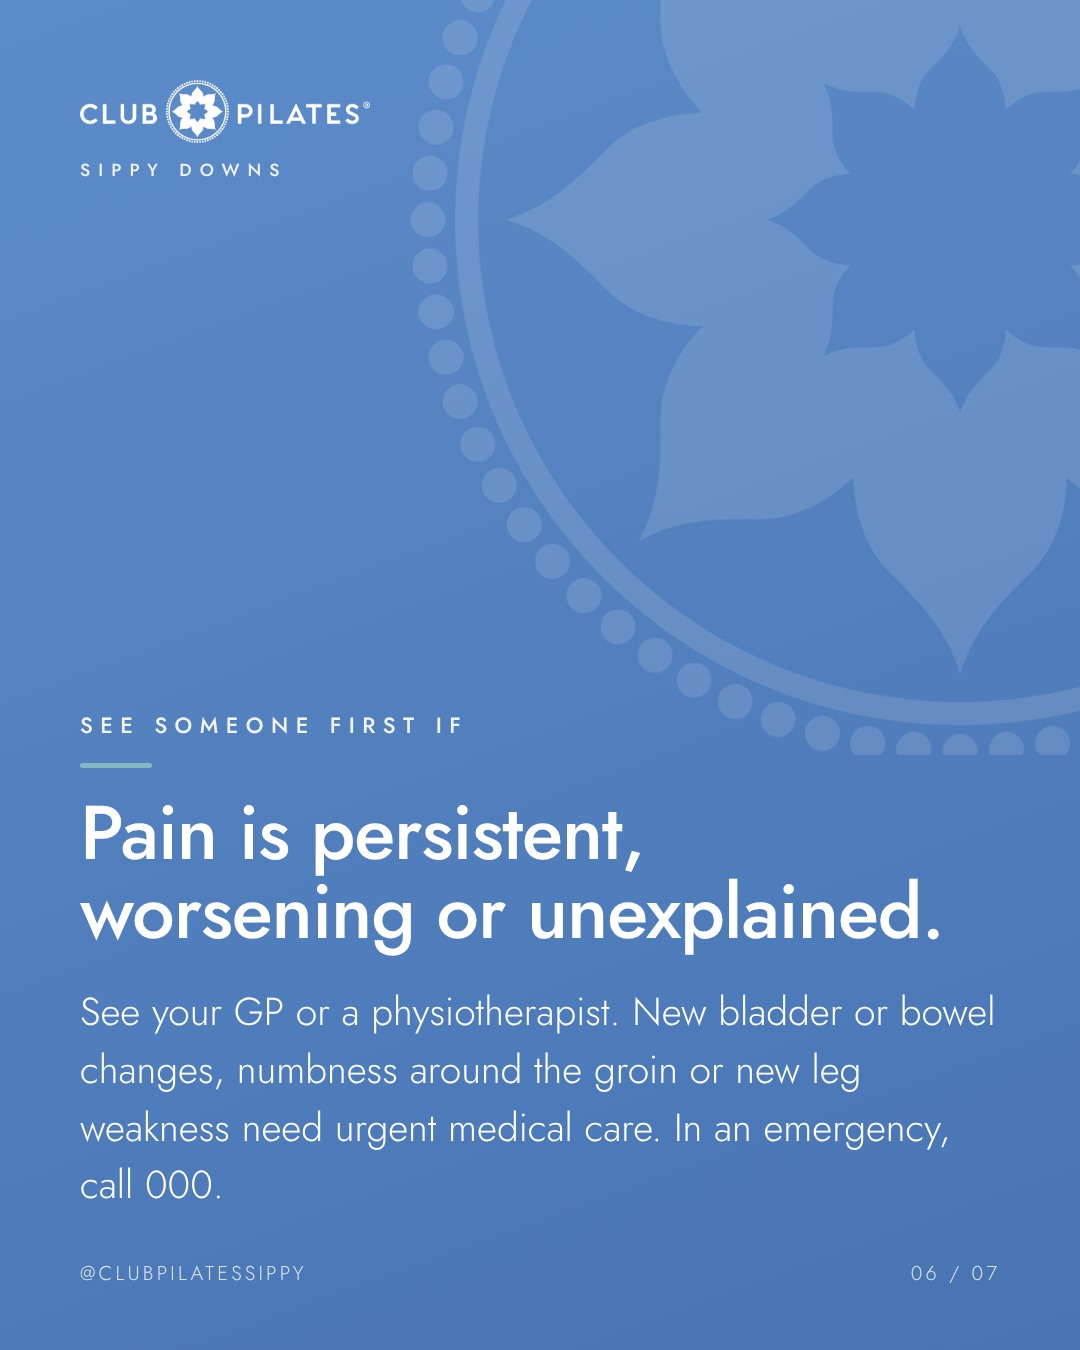 CLUB PILATES®
SIPPY DOWNS
SEE SOMEONE FIRST IF
Pain is persistent,
worsening or unexplained.
See your GP or a physiotherapist. New bladder or bowel
changes, numbness around the groin or new leg
weakness need urgent medical care. In an emergency,
call 000.
@CLUBPILATESSIPPY
06 / 07